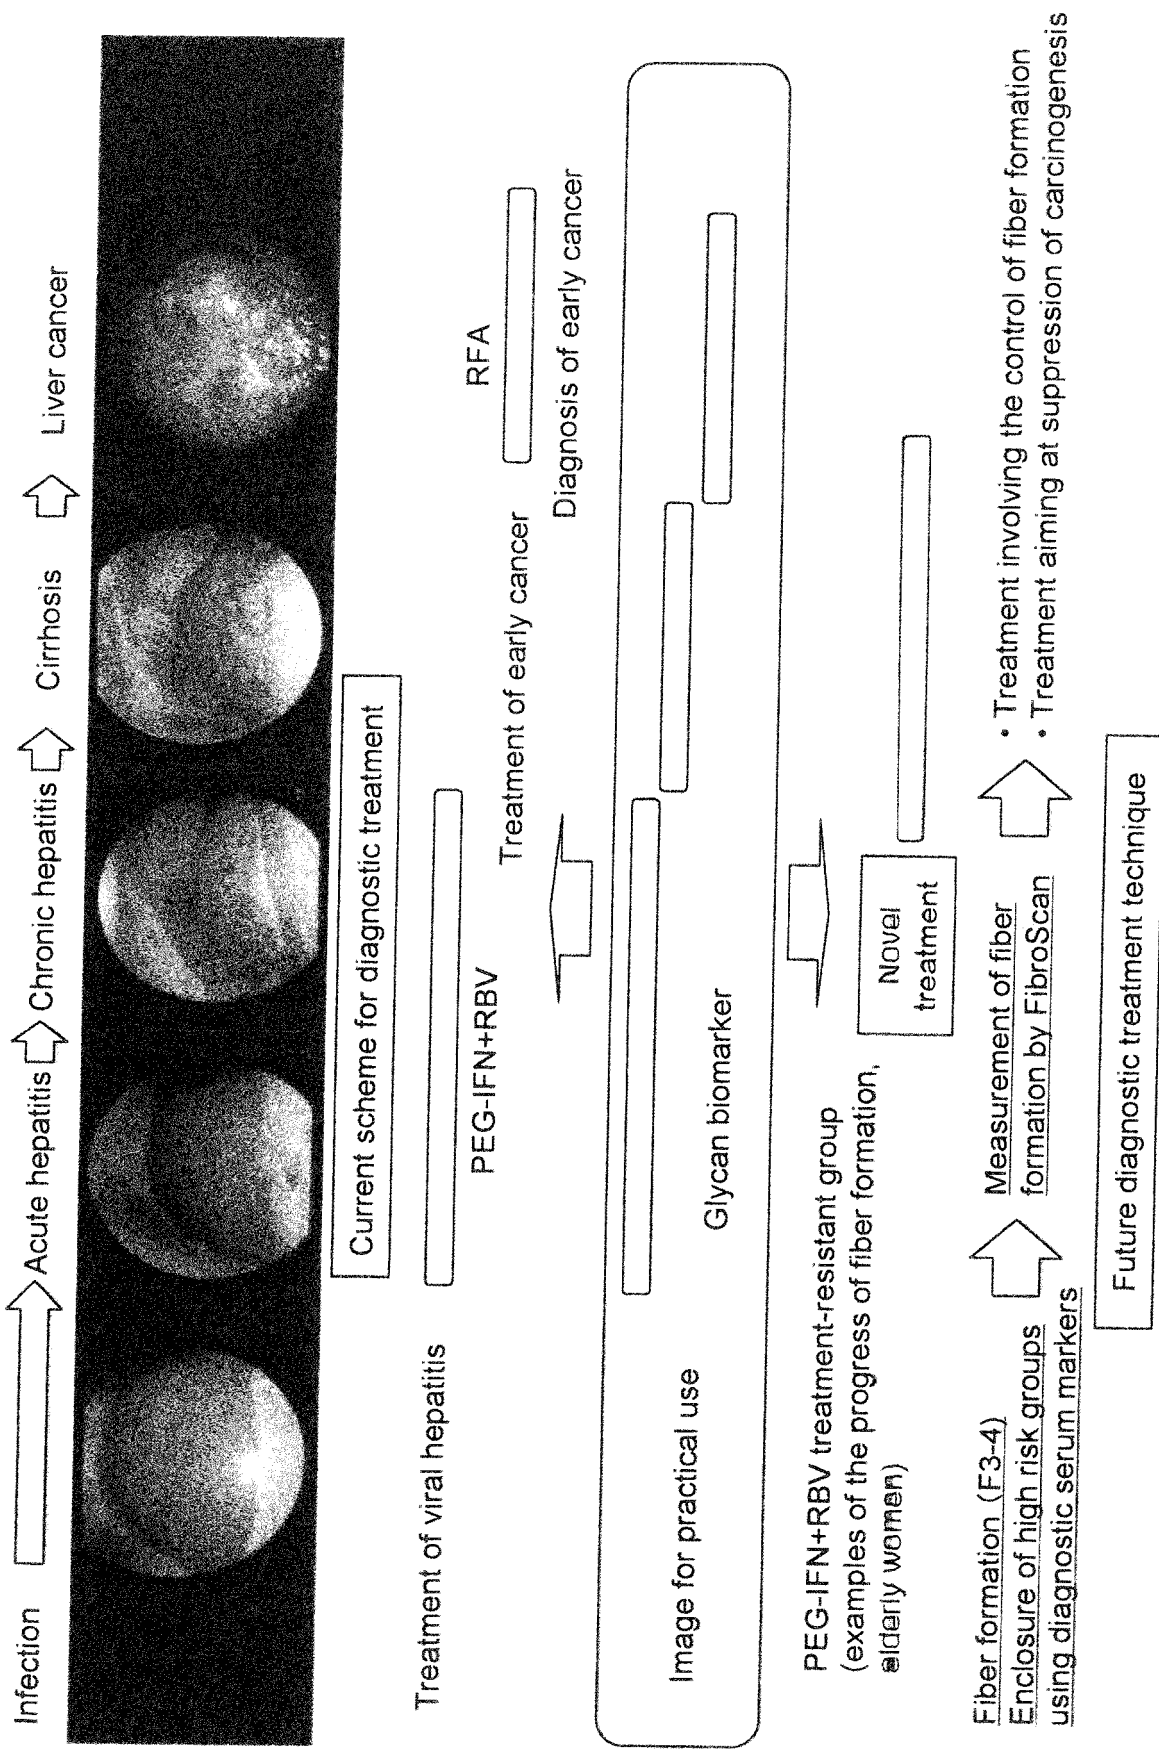 Infection
Acute hepatitis
Chronic hepatitis
Cirrhosis
Liver cancer
Current scheme for diagnostic treatment
Treatment of viral hepatitis
PEG-IFN+RBV
Treatment of early cancer
RFA
Diagnosis of early cancer
Image for practical use
Glycan biomarker
PEG-IFN+RBV treatment-resistant group
(examples of the progress of fiber formation,
elderly women)
Novel
treatment
Fiber formation (F3-4)
Enclosure of high risk groups
using diagnostic serum markers
Measurement of fiber
formation by FibroScan
• Treatment involving the control of fiber formation
• Treatment aiming at suppression of carcinogenesis
Future diagnostic treatment technique